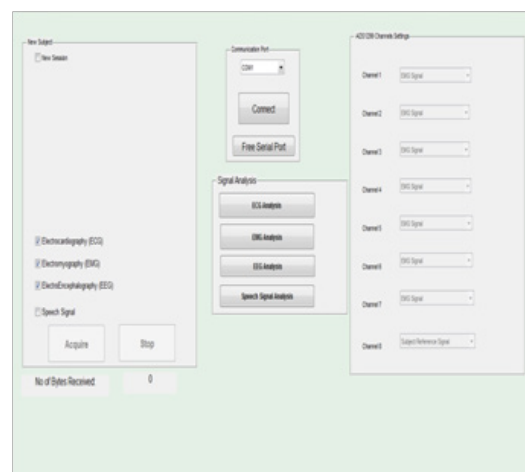 New Subject
New Session
Electrocardiography (ECG)
Electromyography (EMG)
ElectroEncephalography (EEG)
Speech Signal
Acquire
Stop
No of Bytes Received:
0
Communication Port
COM1
Connect
Free Serial Port
Signal Analysis
ECG Analysis
EMG Analysis
EEG Analysis
Speech Signal Analysis
ADS1298 Channels Settings
Channel 1
EMG Signal
Channel 2
EMG Signal
Channel 3
EMG Signal
Channel 4
EMG Signal
Channel 5
EMG Signal
Channel 6
EMG Signal
Channel 7
EMG Signal
Channel 8
Subject Reference Signal